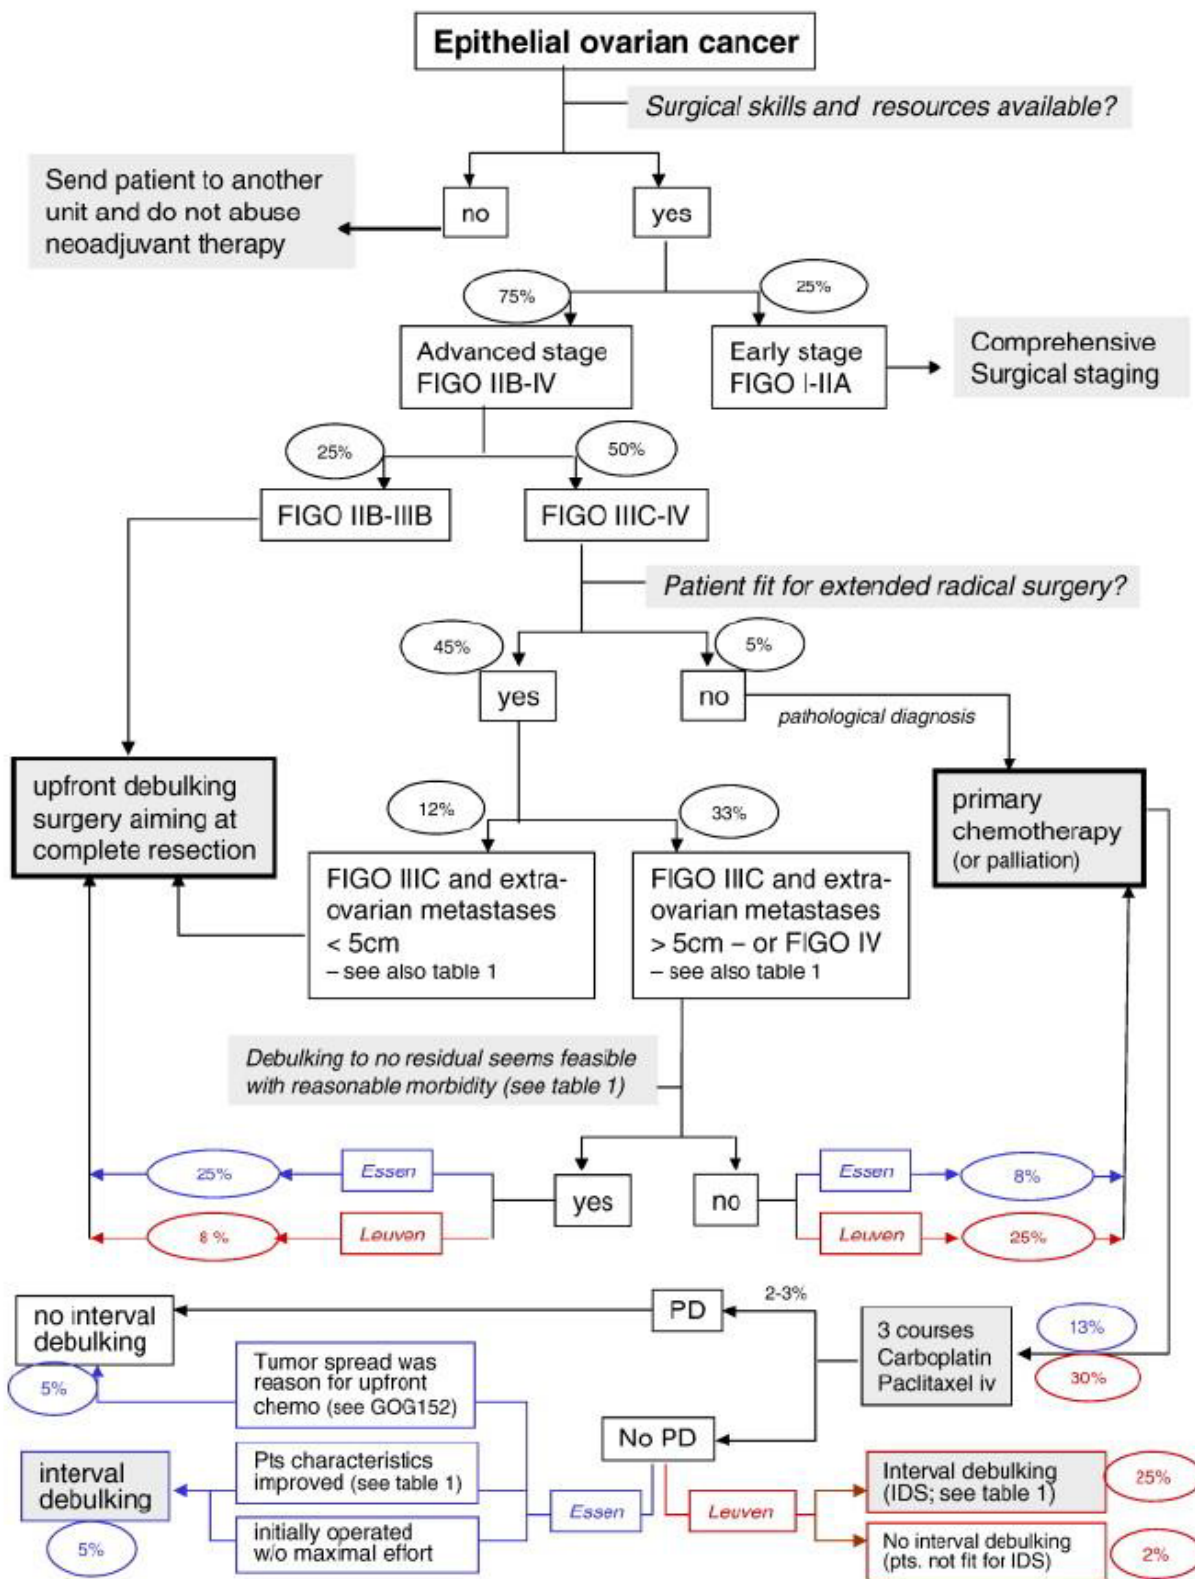 Epithelial ovarian cancer
Surgical skills and resources available?
Send patient to another
unit and do not abuse
neoadjuvant therapy
no
yes
75%
25%
Advanced stage
FIGO IIB-IV
Early stage
FIGO I-IIA
Comprehensive
Surgical staging
25%
50%
FIGO IIB-IIIB
FIGO IIIC-IV
Patient fit for extended radical surgery?
45%
5%
yes
no
pathological diagnosis
upfront debulking
surgery aiming at
complete resection
12%
33%
primary
chemotherapy
(or palliation)
FIGO IIIC and extra-
ovarian metastases
< 5cm
– see also table 1
FIGO IIIC and extra-
ovarian metastases
> 5cm – or FIGO IV
– see also table 1
Debulking to no residual seems feasible
with reasonable morbidity (see table 1)
25%
Essen
yes
no
Essen
8%
8 %
Leuven
Leuven
25%
no interval
debulking
PD
2-3%
3 courses
Carboplatin
Paclitaxel iv
13%
30%
5%
Tumor spread was
reason for upfront
chemo (see GOG152)
No PD
interval
debulking
5%
Pts characteristics
improved (see table 1)
initially operated
w/o maximal effort
Essen
Leuven
Interval debulking
(IDS; see table 1)
25%
No interval debulking
(pts. not fit for IDS)
2%